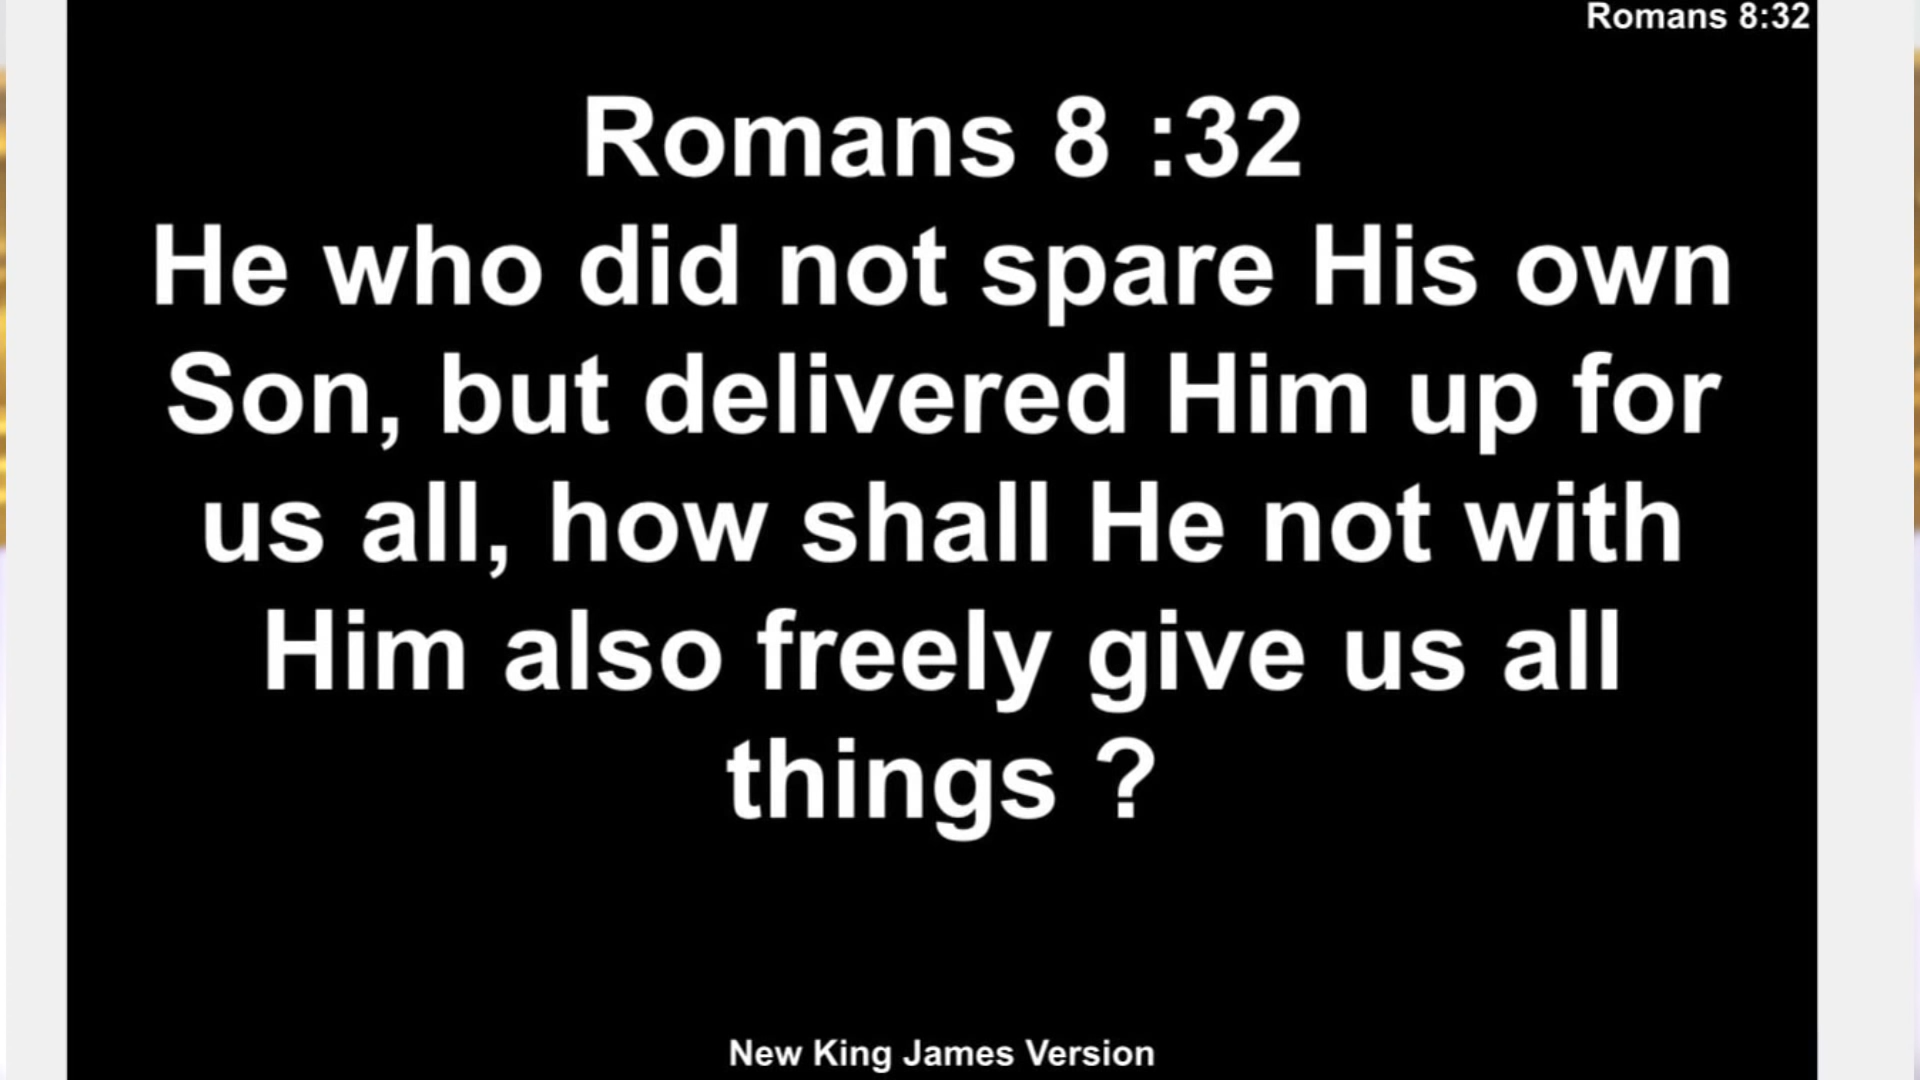 Romans 8:32
Romans 8 :32
He who did not spare His own
Son, but delivered Him up for
us all, how shall He not with
Him also freely give us all
things ?
New King James Version